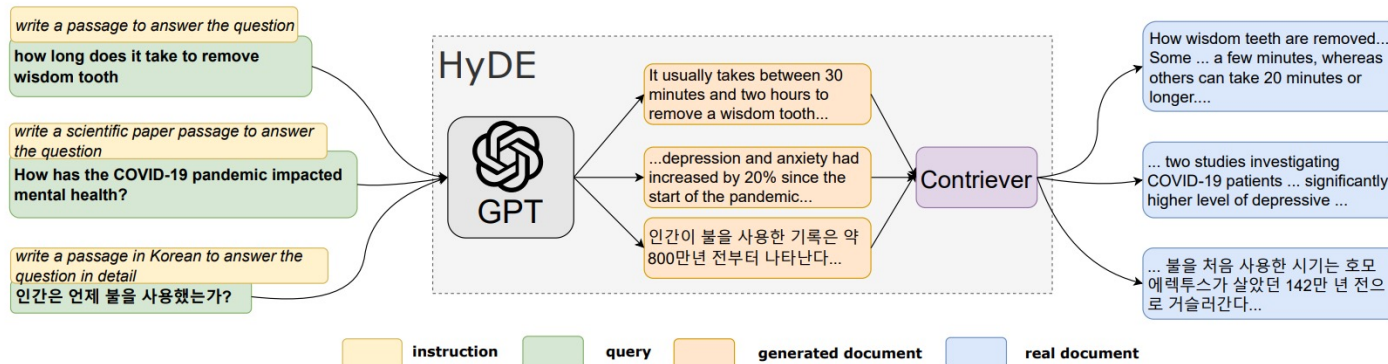 write a passage to answer the question
how long does it take to remove
wisdom tooth
write a scientific paper passage to answer
the question
How has the COVID-19 pandemic impacted
mental health?
write a passage in Korean to answer the
question in detail
인간은 언제 불을 사용했는가?
HyDE
GPT
It usually takes between 30
minutes and two hours to
remove a wisdom tooth...
...depression and anxiety had
increased by 20% since the
start of the pandemic...
인간이 불을 사용한 기록은 약
800만년 전부터 나타난다...
Contriever
How wisdom teeth are removed...
Some ... a few minutes, whereas
others can take 20 minutes or
longer....
... two studies investigating
COVID-19 patients ... significantly
higher level of depressive ...
... 불을 처음 사용한 시기는 호모
에렉투스가 살았던 142만 년 전으
로 거슬러간다...
instruction
query
generated document
real document